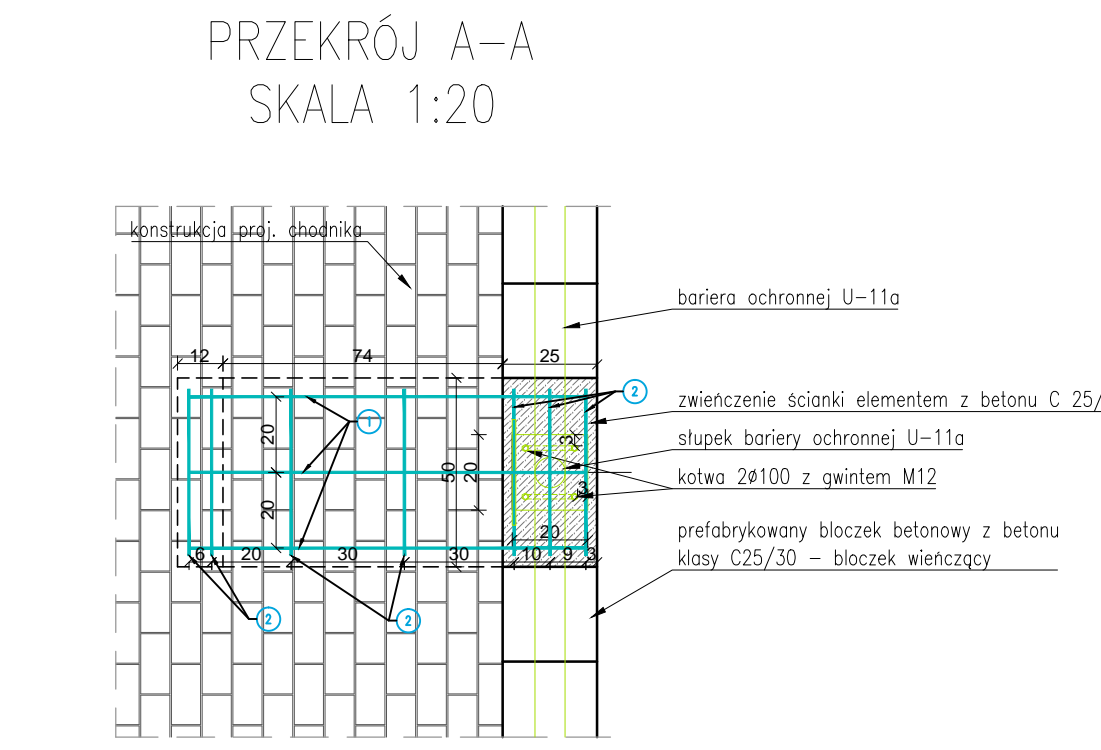 PRZEKRÓJ A–A
SKALA 1:20
konstrukcja proj. chodnika
bariera ochronnej U–11a
12 74 25
2
zwieńczenie ścianki elementem z betonu C 25/
1
20 3
słupek bariery ochronnej U–11a
50 20
kotwa 2ø100 z gwintem M12
3
20
20
prefabrykowany bloczek betonowy z betonu
klasy C25/30 – bloczek wieńczący
6 20 30 30 10 9 3
2 2